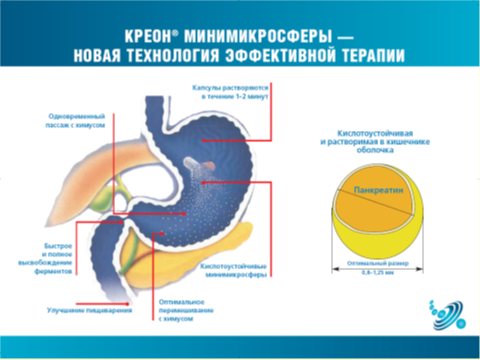 КРЕОН® МИНИМИКРОСФЕРЫ —
НОВАЯ ТЕХНОЛОГИЯ ЭФФЕКТИВНОЙ ТЕРАПИИ
Капсулы растворяются
в течение 1-2 минут
Одновременный
пассаж с химусом
Кислотоустойчивая
и растворимая в кишечнике
оболочка
Панкреатин
Быстрое
и полное
высвобождение
ферментов
Кислотоустойчивые
минимикросферы
Оптимальный размер
0,8-1,25 мм
Улучшение пищеварения
Оптимальное
перемешивание
с химусом